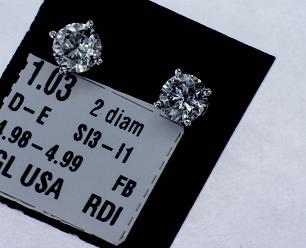 1.03 2 diam
D-E SI3-I1
4.98-4.99
GL USA FB
RDI